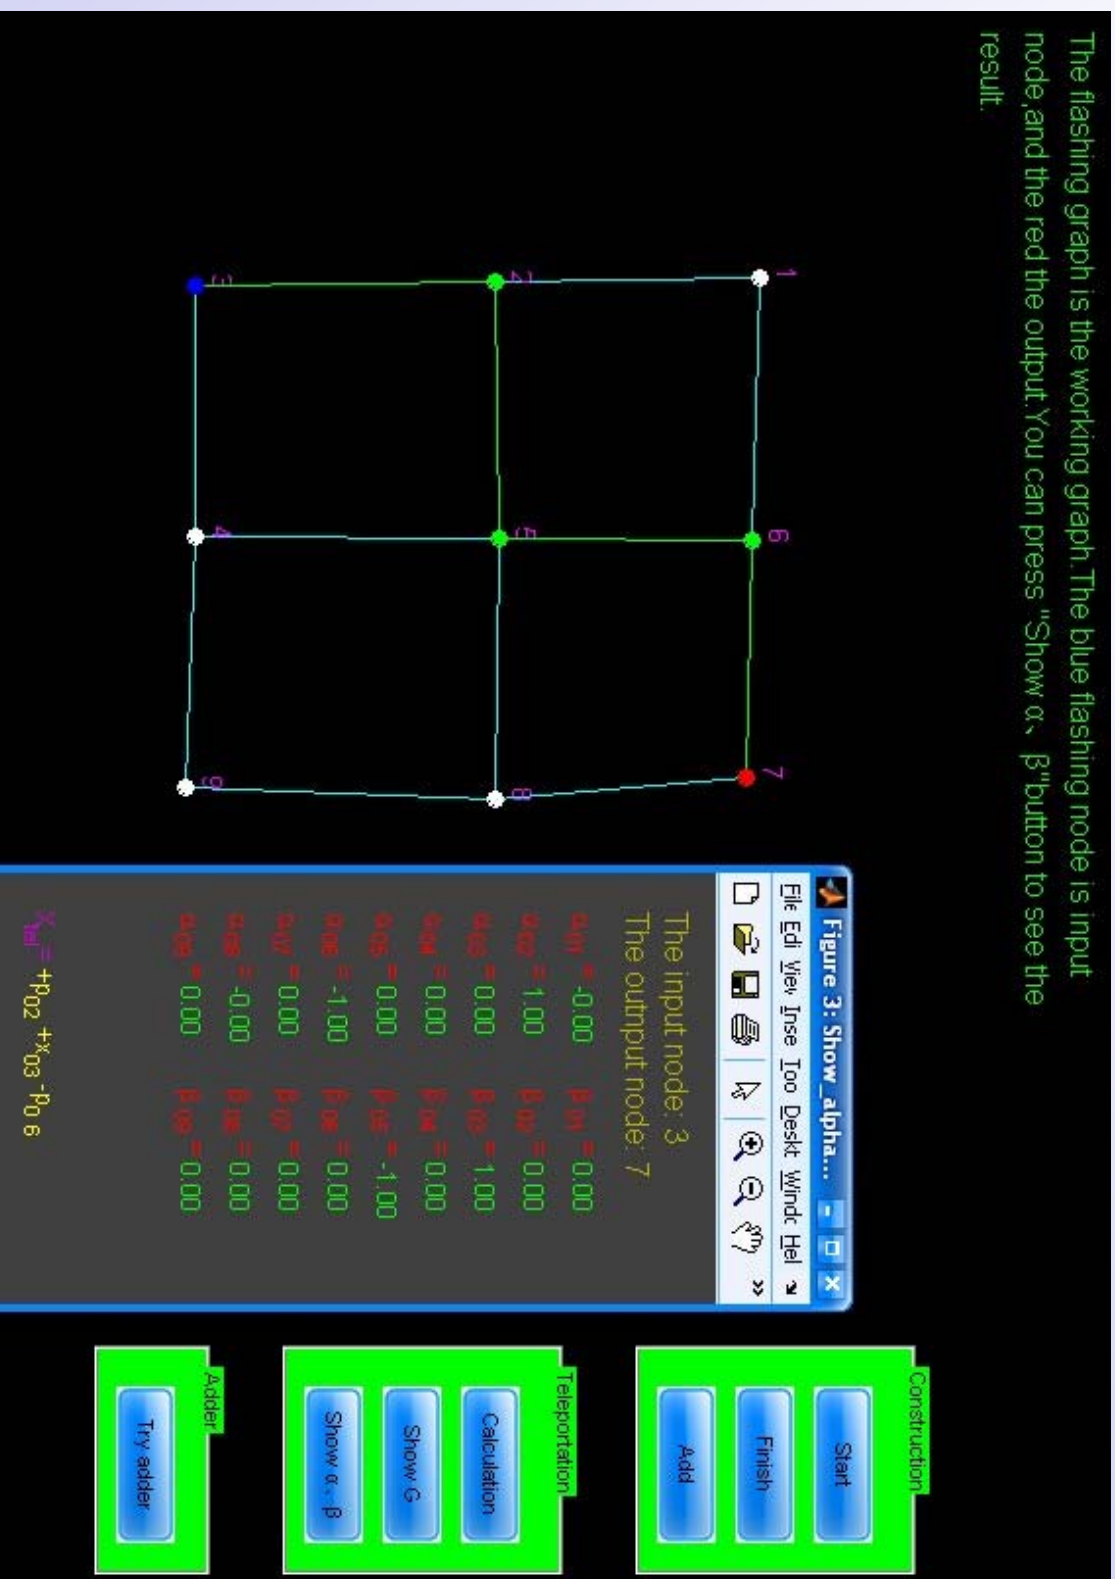 The flashing graph is the working graph.The blue flashing node is input
node,and the red the output.You can press "Show α、 β"button to see the
result.
1
6
7
2
5
8
3
4
9
Figure 3: Show_alpha...
File Edi View Inse Too Deskt Windc Hel
The input node: 3
The outnput node: 7
α01 = -0.00 β01 = 0.00
α02 = 1.00 β02 = 0.00
α03 = 0.00 β03 = 1.00
α04 = 0.00 β04 = 0.00
α05 = 0.00 β05 = -1.00
α06 = -1.00 β06 = 0.00
α07 = 0.00 β07 = 0.00
α08 = -0.00 β08 = 0.00
α09 = 0.00 β09 = 0.00
Xtel= +p02 +x03 -p06
Construction
Start
Finish
Add
Teleportation
Calculation
Show G
Show α、β
Adder
Try adder